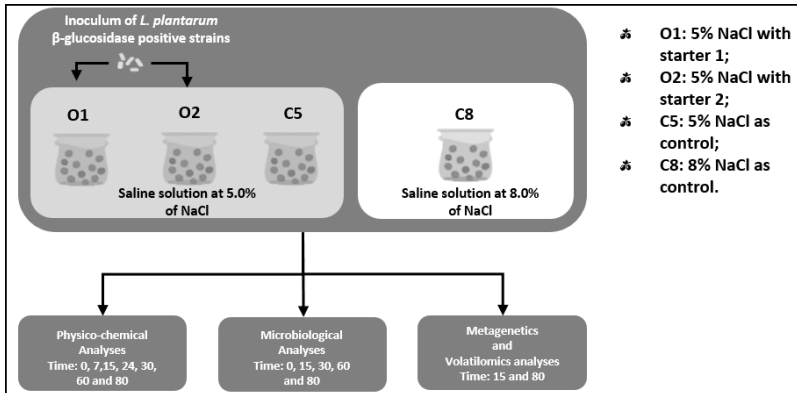 Inoculum of L. plantarum
β-glucosidase positive strains
O1
O2
C5
C8
Saline solution at 5.0%
of NaCl
Saline solution at 8.0%
of NaCl
O1: 5% NaCl with
starter 1;
O2: 5% NaCl with
starter 2;
C5: 5% NaCl as
control;
C8: 8% NaCl as
control.
Physico-chemical
Analyses
Time: 0, 7,15, 24, 30,
60 and 80
Microbiological
Analyses
Time: 0, 15, 30, 60
and 80
Metagenetics
and
Volatilomics analyses
Time: 15 and 80